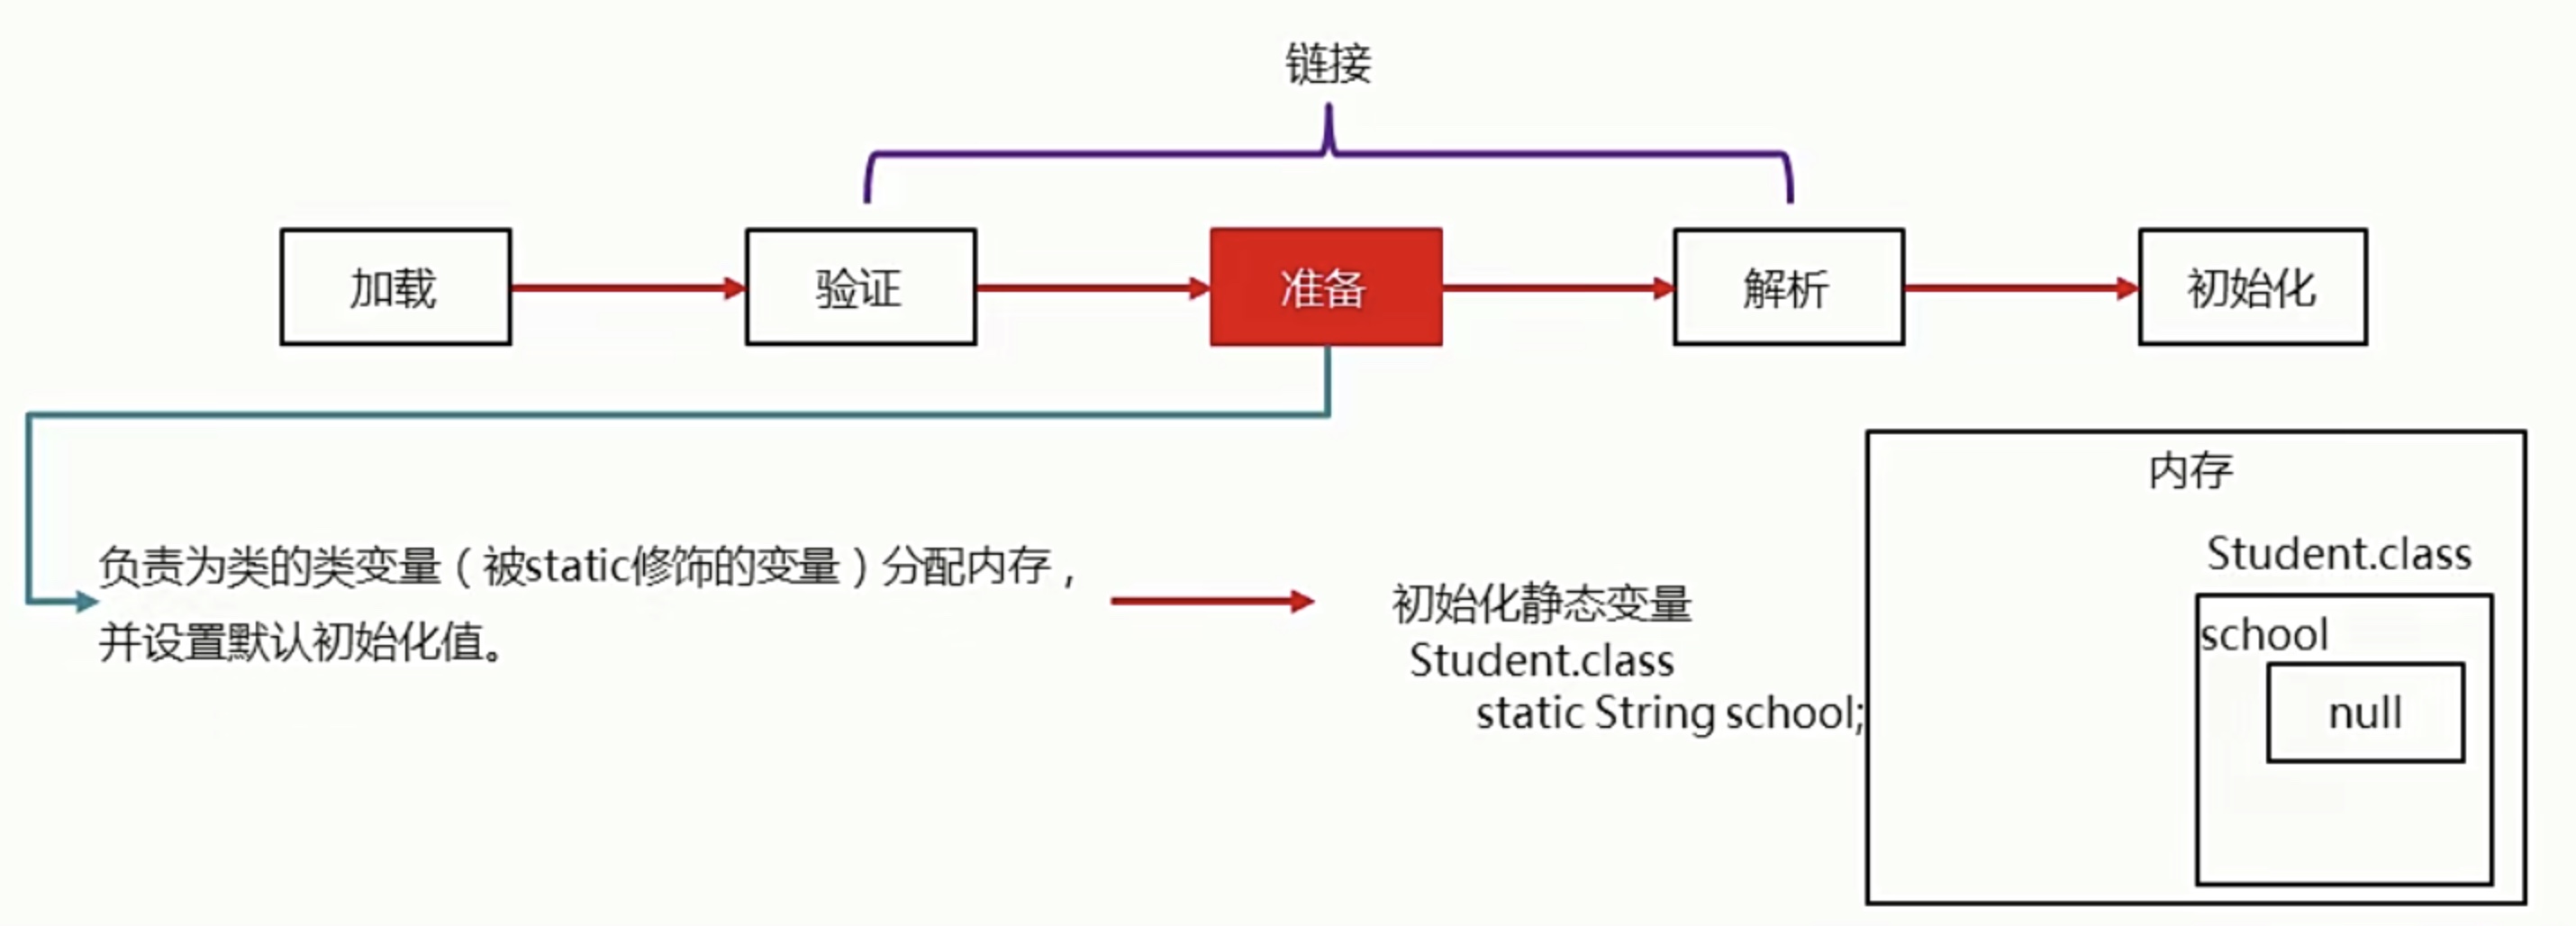 链接
加载
验证
准备
解析
初始化
负责为类的类变量（被static修饰的变量）分配内存，
并设置默认初始化值。
初始化静态变量
Student.class
static String school;
内存
Student.class
school
null